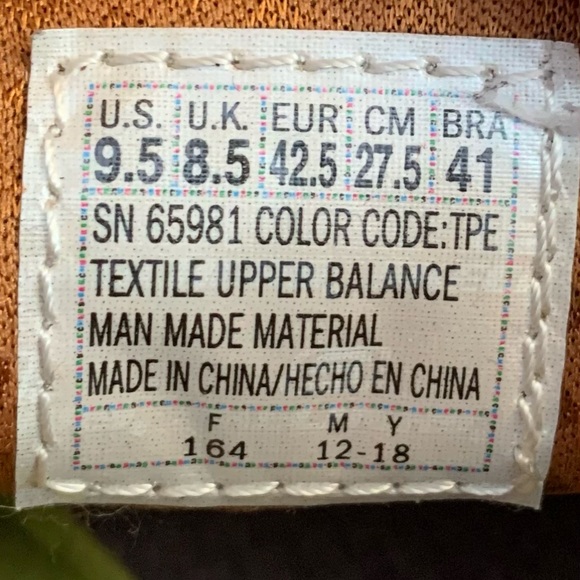 U.S. U.K. EUR CM BRA
9.5 8.5 42.5 27.5 41
SN 65981 COLOR CODE:TPE
TEXTILE UPPER BALANCE
MAN MADE MATERIAL
MADE IN CHINA/HECHO EN CHINA
F M Y
164 12-18